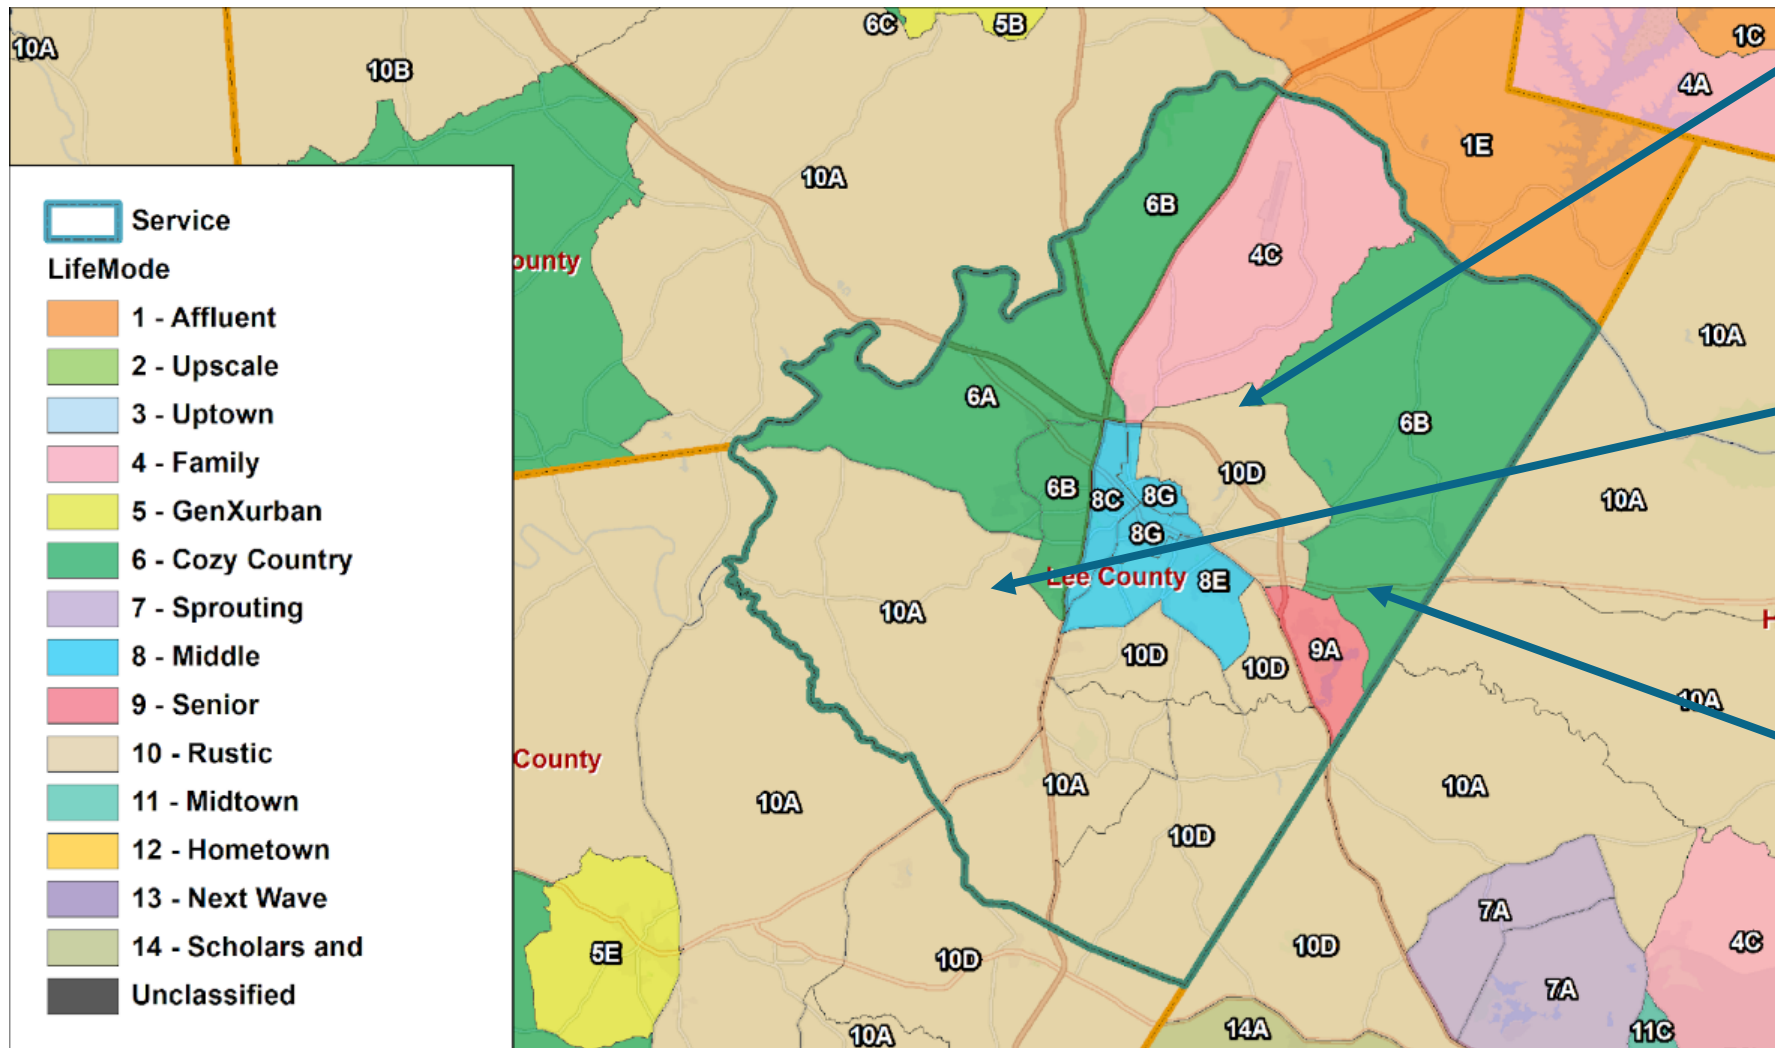 10A
10B
6C
5B
1C
4A
1E
10A
6B
4C
10A
ounty
6A
6B
10A
10A
6B
8C
8G
8G
10D
Lee County
8E
10A
10D
10D
9A
10A
H
County
10A
10A
10A
10D
5E
10D
10D
7A
7A
4C
10A
14A
11C
Service
LifeMode
1 - Affluent
2 - Upscale
3 - Uptown
4 - Family
5 - GenXurban
6 - Cozy Country
7 - Sprouting
8 - Middle
9 - Senior
10 - Rustic
11 - Midtown
12 - Hometown
13 - Next Wave
14 - Scholars and
Unclassified